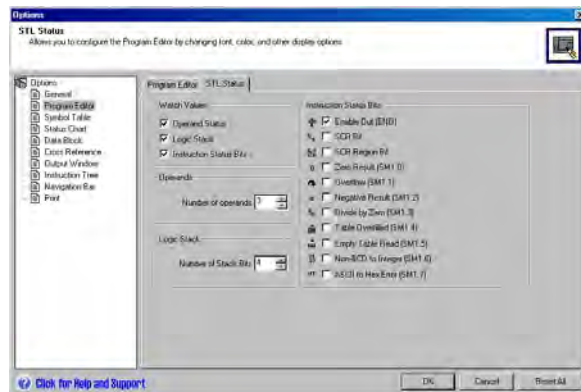 Options
STL Status
Allows you to configure the Program Editor by changing font, color, and other display options
Options
General
Program Editor
Symbol Table
Status Chart
Data Block
Cross Reference
Output Window
Instruction Tree
Navigation Bar
Print
Program Editor
STL Status
Watch Values
Operand Status
Logic Stack
Instruction Status Bits
Operands
Number of operands 3
Logic Stack
Number of Stack Bits 4
Instruction Status Bits
Enable Out (ENO)
SCR Bit
SCR Region Bit
Zero Result (SM1.0)
Overflow (SM1.1)
Negative Result (SM1.2)
Divide by Zero (SM1.3)
Table Overfilled (SM1.4)
Empty Table Read (SM1.5)
Non-BCD to Integer (SM1.6)
ASCII to Hex Error (SM1.7)
Click for Help and Support
OK
Cancel
Reset All